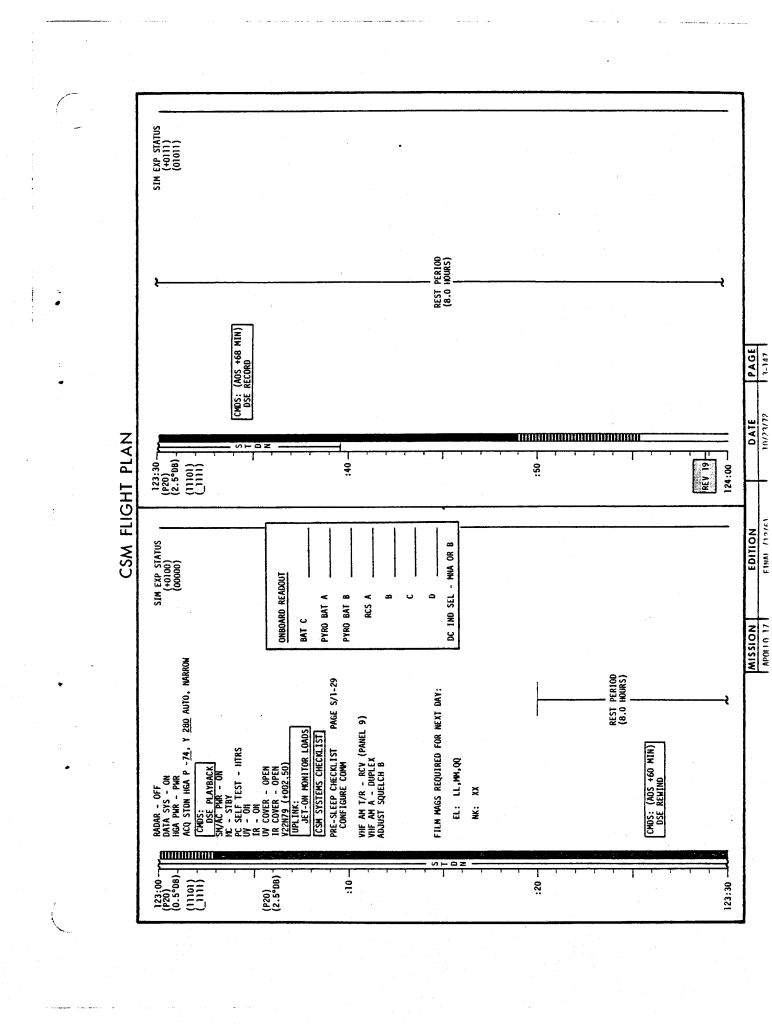 CSM FLIGHT PLAN
123:00
(P20)
(0.5°DB)
(11101)
(_1111)
(P20)
(2.5°DB)
:10
:20
123:30
S
T
D
N
RADAR - OFF
DATA SYS - ON
HGA PWR - PWR
ACQ STDN HGA P -74, Y 280 AUTO, NARROW
CMDS:
DSE PLAYBACK
SM/AC PWR - ON
MC - STBY
PC SELF TEST - HTRS
UV - ON
IR - ON
UV COVER - OPEN
IR COVER - OPEN
V22N79 (+002.50)
UPLINK:
JET-ON MONITOR LOADS
CSM SYSTEMS CHECKLIST
PRE-SLEEP CHECKLIST PAGE S/1-29
CONFIGURE COMM
VHF AM T/R - RCV (PANEL 9)
VHF AM A - DUPLEX
ADJUST SQUELCH B
FILM MAGS REQUIRED FOR NEXT DAY:
EL: LL,MM,QQ
NK: XX
CMDS: (AOS +60 MIN)
DSE REWIND
REST PERIOD
(8.0 HOURS)
SIM EXP STATUS
(+0100)
(00000)
ONBOARD READOUT
BAT C
PYRO BAT A
PYRO BAT B
RCS A
B
C
D
DC IND SEL - MNA OR B
123:30
(P20)
(2.5°DB)
(11101)
(_1111)
:40
:50
REV 19
124:00
S
T
D
N
CMDS: (AOS +68 MIN)
DSE RECORD
REST PERIOD
(8.0 HOURS)
SIM EXP STATUS
(+0111)
(01011)
MISSION EDITION DATE PAGE
APOLLO 17 FINAL (12/6) 10/23/72 3-147